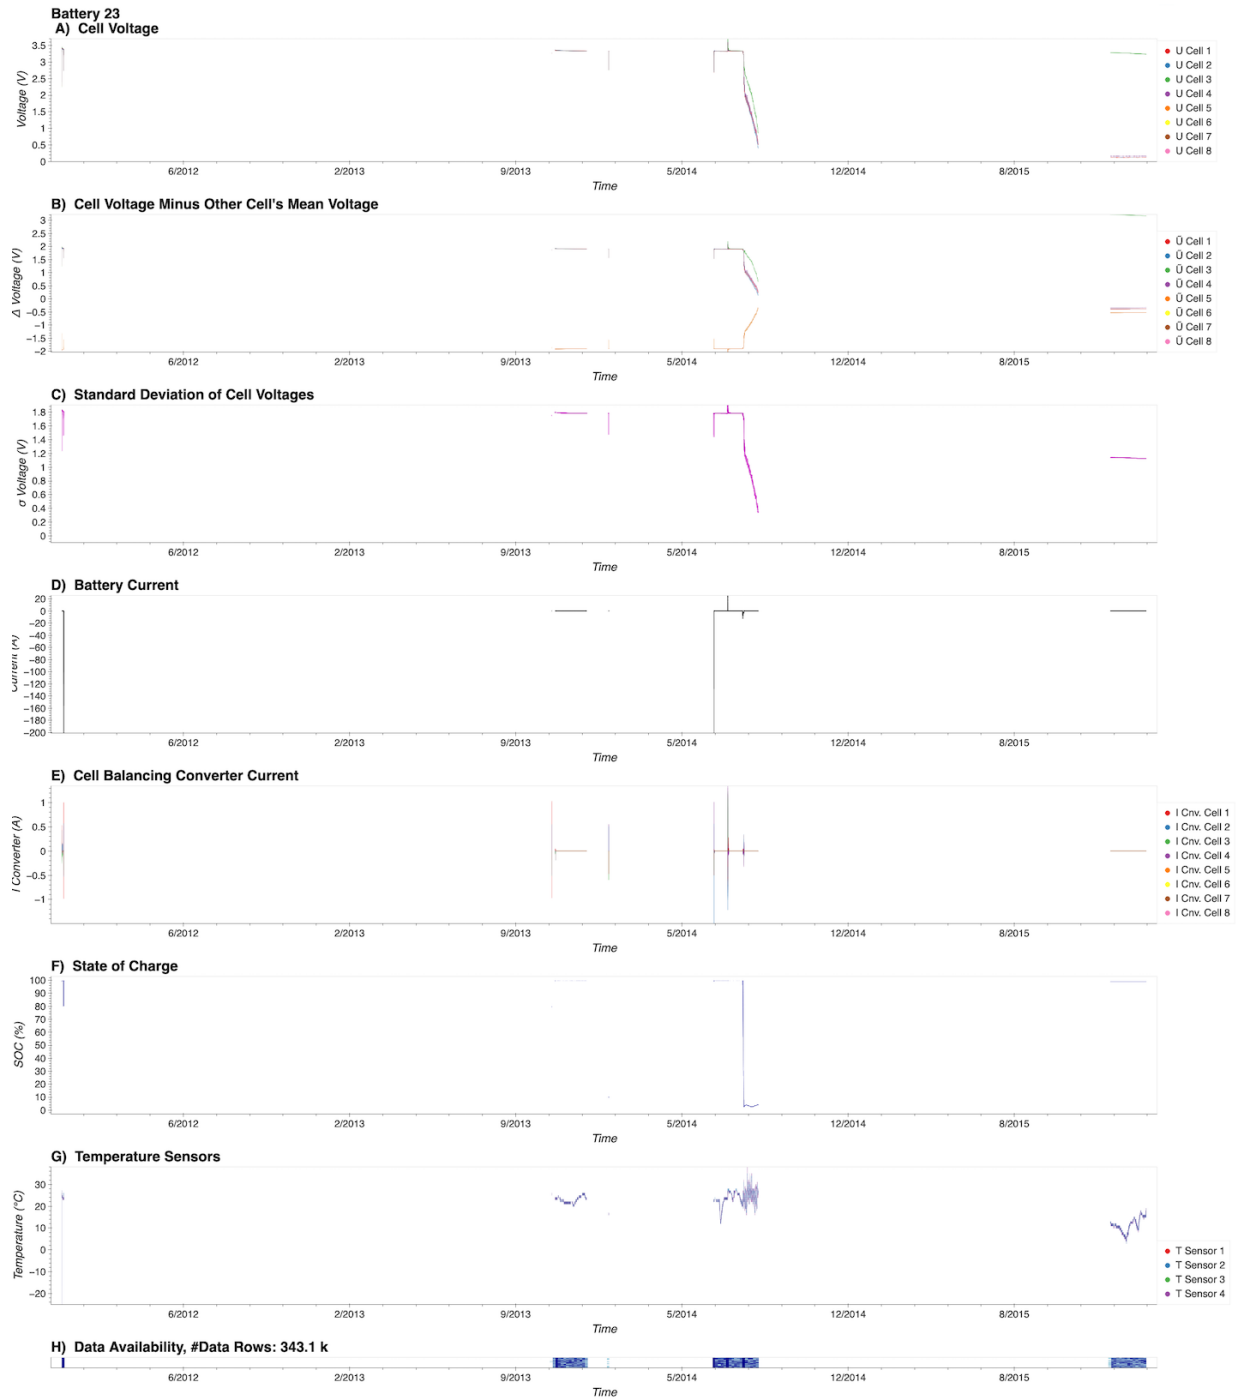 Battery 23
A) Cell Voltage
Voltage (V)
3.5
3
2.5
2
1.5
1
0.5
0
6/2012 2/2013 9/2013 5/2014 12/2014 8/2015
Time
U Cell 1
U Cell 2
U Cell 3
U Cell 4
U Cell 5
U Cell 6
U Cell 7
U Cell 8
B) Cell Voltage Minus Other Cell's Mean Voltage
Δ Voltage (V)
3
2.5
2
1.5
1
0.5
0
−0.5
−1
−1.5
−2
6/2012 2/2013 9/2013 5/2014 12/2014 8/2015
Time
Ū Cell 1
Ū Cell 2
Ū Cell 3
Ū Cell 4
Ū Cell 5
Ū Cell 6
Ū Cell 7
Ū Cell 8
C) Standard Deviation of Cell Voltages
σ Voltage (V)
1.8
1.6
1.4
1.2
1
0.8
0.6
0.4
0.2
0
6/2012 2/2013 9/2013 5/2014 12/2014 8/2015
Time
D) Battery Current
Current (A)
20
0
−20
−40
−60
−80
−100
−120
−140
−160
−180
−200
6/2012 2/2013 9/2013 5/2014 12/2014 8/2015
Time
E) Cell Balancing Converter Current
I Converter (A)
1
0.5
0
−0.5
−1
6/2012 2/2013 9/2013 5/2014 12/2014 8/2015
Time
I Cnv. Cell 1
I Cnv. Cell 2
I Cnv. Cell 3
I Cnv. Cell 4
I Cnv. Cell 5
I Cnv. Cell 6
I Cnv. Cell 7
I Cnv. Cell 8
F) State of Charge
SOC (%)
100
90
80
70
60
50
40
30
20
10
0
6/2012 2/2013 9/2013 5/2014 12/2014 8/2015
Time
G) Temperature Sensors
Temperature (°C)
30
20
10
0
−10
−20
6/2012 2/2013 9/2013 5/2014 12/2014 8/2015
Time
T Sensor 1
T Sensor 2
T Sensor 3
T Sensor 4
H) Data Availability, #Data Rows: 343.1 k
6/2012 2/2013 9/2013 5/2014 12/2014 8/2015
Time